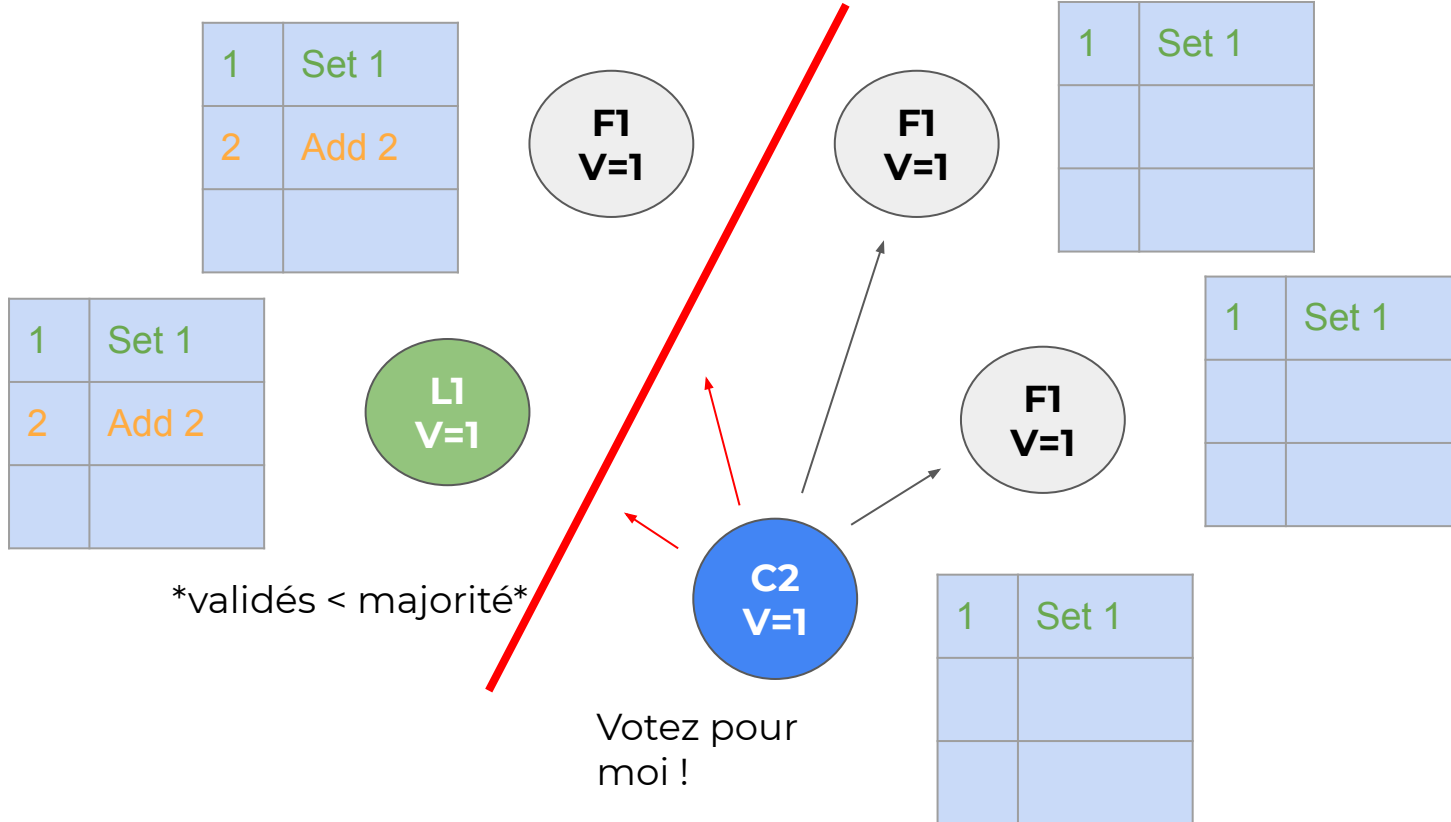 1 Set 1
2 Add 2
F1
V=1
F1
V=1
1 Set 1
1 Set 1
2 Add 2
L1
V=1
F1
V=1
1 Set 1
*validés < majorité*
C2
V=1
1 Set 1
Votez pour
moi !